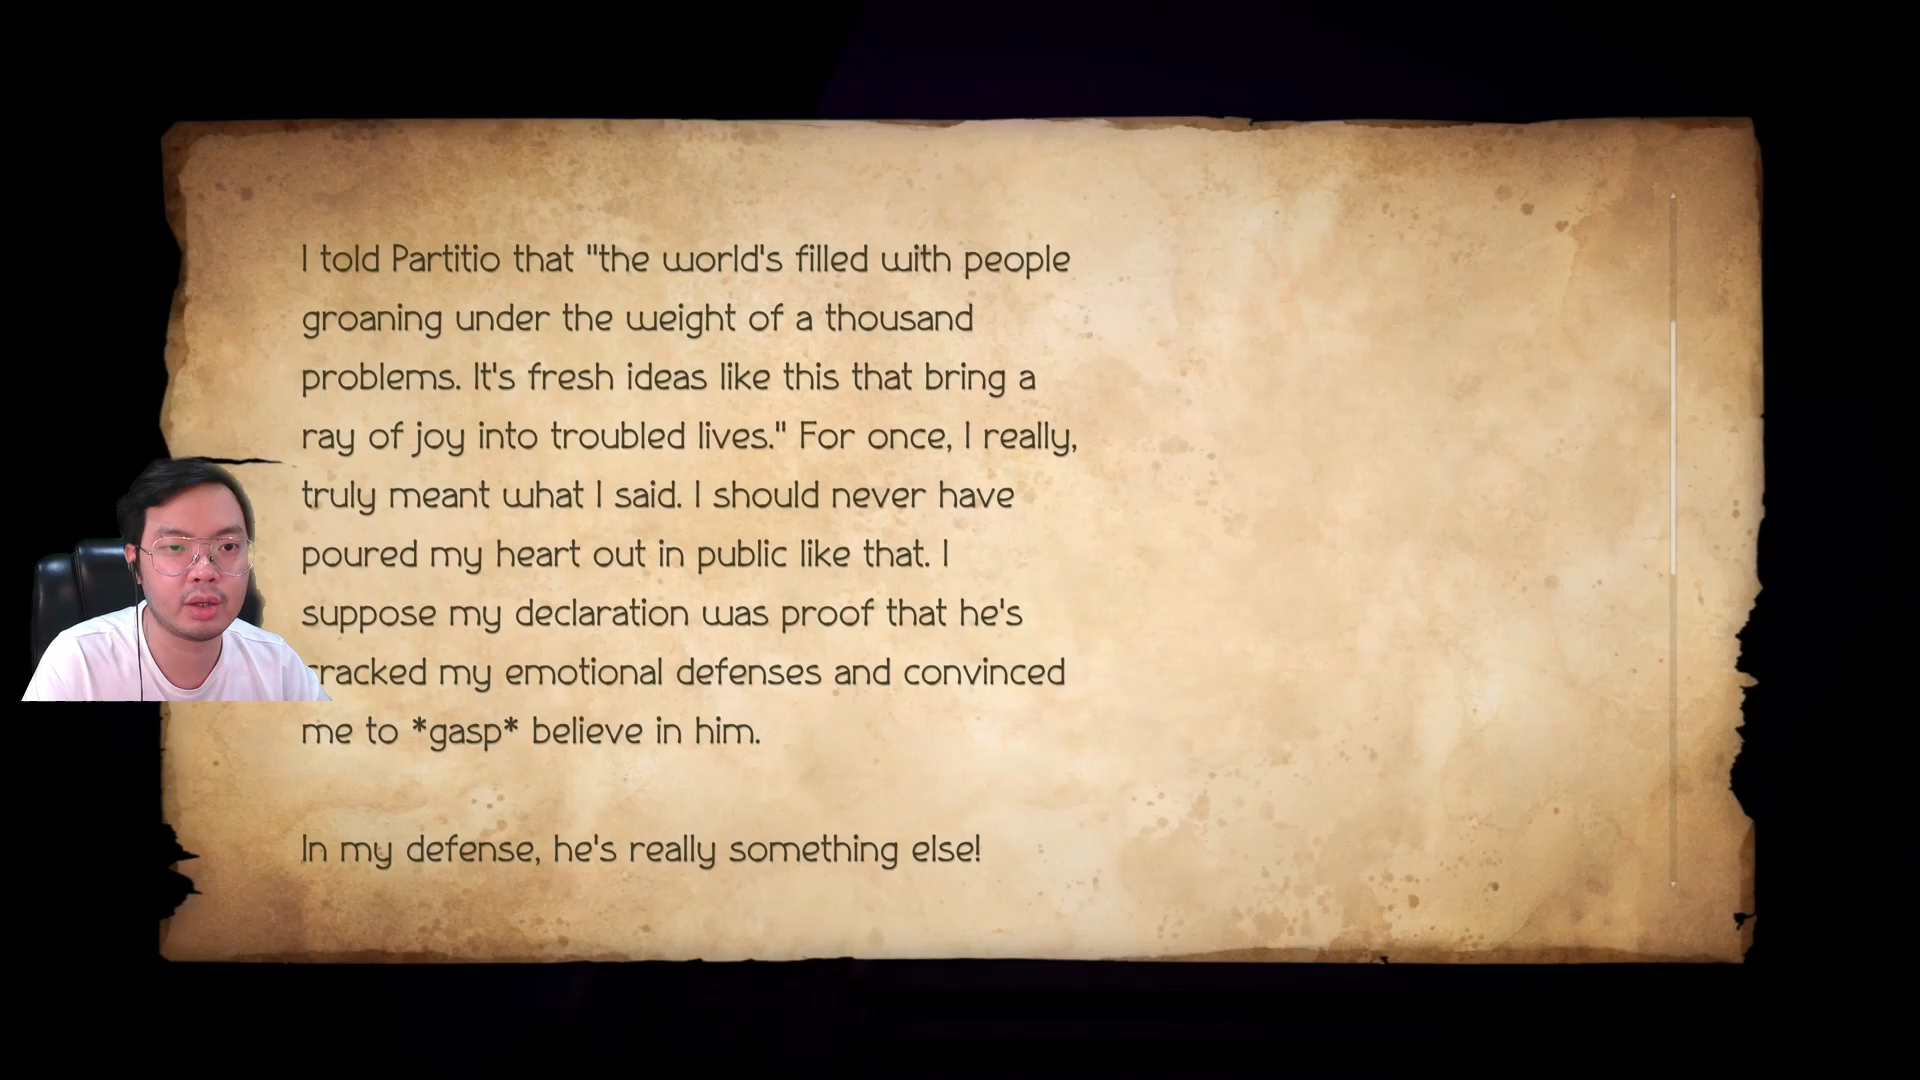 I told Partitio that "the world's filled with people
groaning under the weight of a thousand
problems. It's fresh ideas like this that bring a
ray of joy into troubled lives." For once, I really,
truly meant what I said. I should never have
poured my heart out in public like that. I
suppose my declaration was proof that he's
cracked my emotional defenses and convinced
me to *gasp* believe in him.
In my defense, he's really something else!